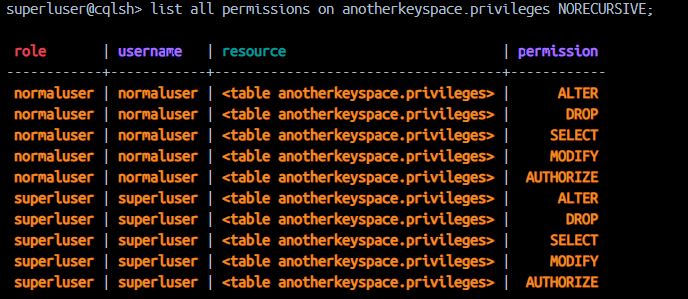 superluser@cqlsh> list all permissions on anotherkeyspace.privileges NORECURSIVE;
role | username | resource | permission
------------+------------+------------------------------------+------------
normaluser | normaluser | <table anotherkeyspace.privileges> | ALTER
normaluser | normaluser | <table anotherkeyspace.privileges> | DROP
normaluser | normaluser | <table anotherkeyspace.privileges> | SELECT
normaluser | normaluser | <table anotherkeyspace.privileges> | MODIFY
normaluser | normaluser | <table anotherkeyspace.privileges> | AUTHORIZE
superluser | superluser | <table anotherkeyspace.privileges> | ALTER
superluser | superluser | <table anotherkeyspace.privileges> | DROP
superluser | superluser | <table anotherkeyspace.privileges> | SELECT
superluser | superluser | <table anotherkeyspace.privileges> | MODIFY
superluser | superluser | <table anotherkeyspace.privileges> | AUTHORIZE